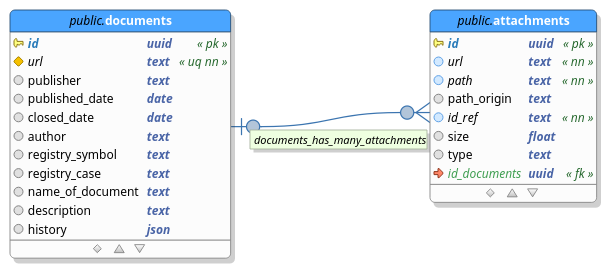 public.documents
id uuid « pk »
url text « uq nn »
publisher text
published_date date
closed_date date
author text
registry_symbol text
registry_case text
name_of_document text
description text
history json
documents_has_many_attachments
public.attachments
id uuid « pk »
url text « nn »
path text « nn »
path_origin text
id_ref text « nn »
size float
type text
id_documents uuid « fk »